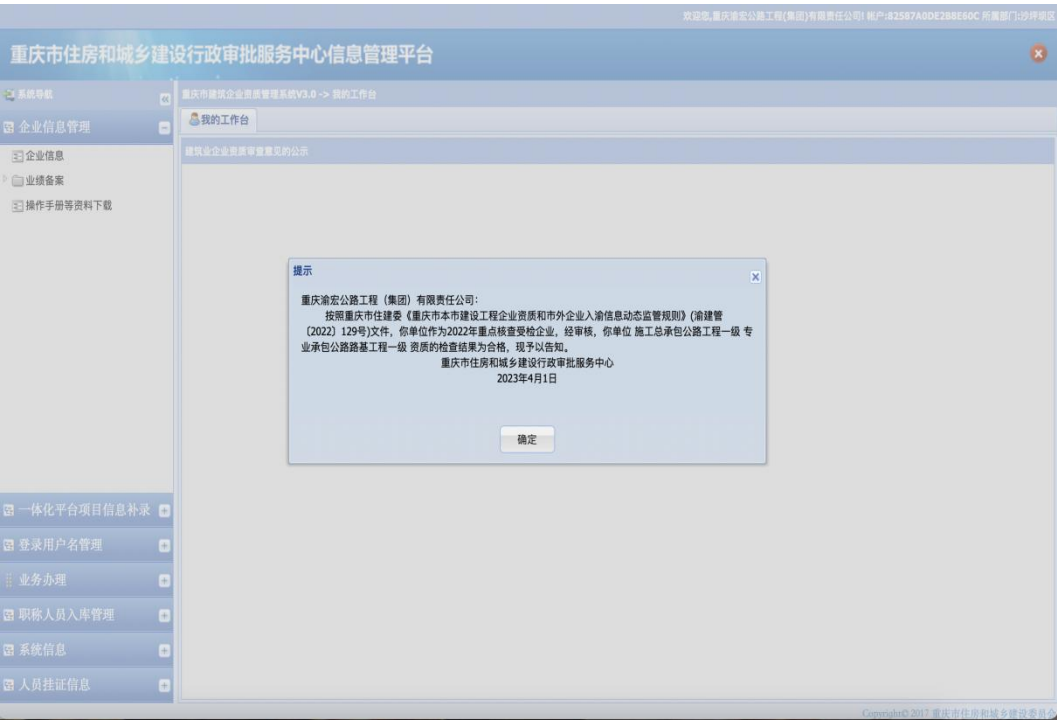 欢迎您,重庆渝宏公路工程(集团)有限责任公司! 帐户:82587A0DE2B8E60C 所属部门:沙坪坝区
重庆市住房和城乡建设行政审批服务中心信息管理平台
系统导航
重庆市建筑企业资质管理系统V3.0 -> 我的工作台
企业信息管理
我的工作台
企业信息
建筑业企业资质审查意见的公示
业绩备案
操作手册等资料下载
提示
重庆渝宏公路工程（集团）有限责任公司：
按照重庆市住建委《重庆市本市建设工程企业资质和市外企业入渝信息动态监管规则》(渝建管
〔2022〕129号)文件，你单位作为2022年重点核查受检企业，经审核，你单位 施工总承包公路工程一级 专
业承包公路路基工程一级 资质的检查结果为合格，现予以告知。
重庆市住房和城乡建设行政审批服务中心
2023年4月1日
确定
一体化平台项目信息补录
登录用户名管理
业务办理
职称人员入库管理
系统信息
人员挂证信息
Copyright© 2017 重庆市住房和城乡建设委员会